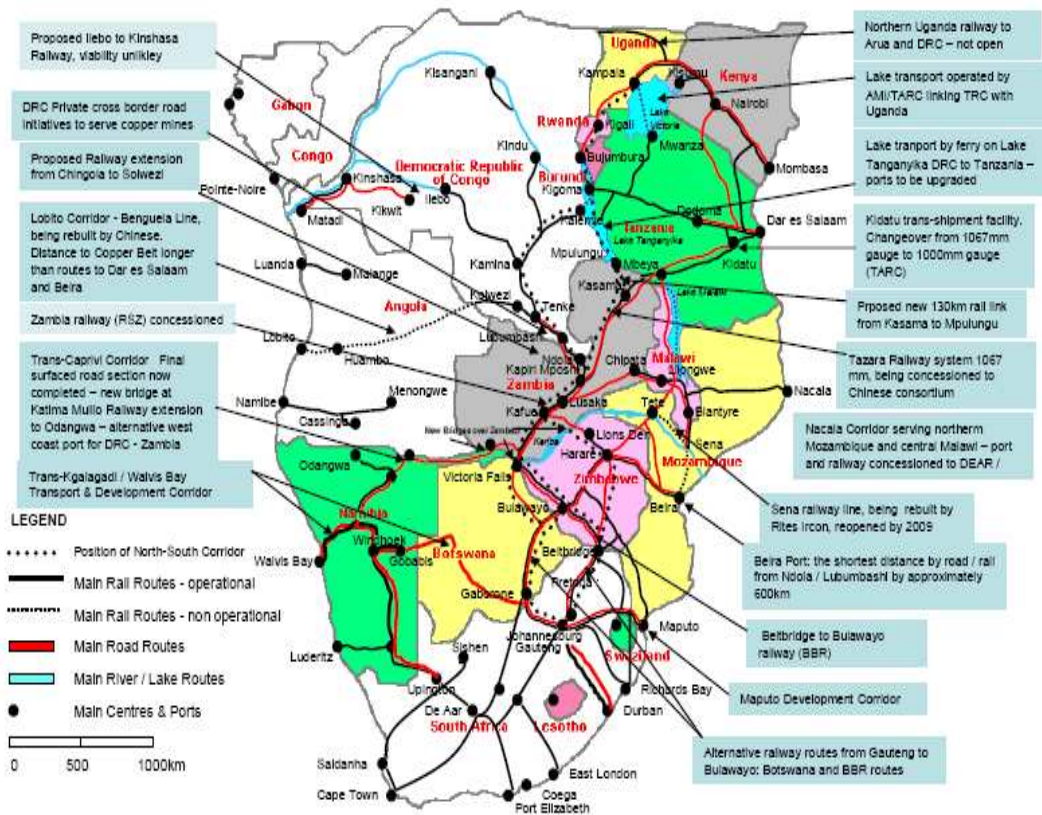 Proposed Ilebo to Kinshasa
Railway, viability unlikley
DRC Private cross border road
initiatives to serve copper mines
Proposed Railway extension
from Chingola to Solwezi
Lobito Corridor - Benguela Line,
being rebuilt by Chinese.
Distance to Copper Belt longer
than routes to Dar es Salaam
and Beira
Zambia railway (RSZ) concessioned
Trans-Caprivi Corridor Final
surfaced road section now
completed – new bridge at
Katima Mulilo Railway extension
to Odangwa – alternative west
coast port for DRC - Zambia
Trans-Kgalagadi / Walvis Bay
Transport & Development Corridor
LEGEND
Position of North-South Corridor
Main Rail Routes - operational
Main Rail Routes - non operational
Main Road Routes
Main River / Lake Routes
Main Centres & Ports
0 500 1000km
Uganda
Kampala
Kisumu
Kenya
Nairobi
Lake
Victoria
Kisangani
Gabon
Rwanda
Kigali
Mwanza
Congo
Kindu
Democratic Republic
of Congo
Bujumbura
Burundi
Mombasa
Kinshasa
Pointe-Noire
Ilebo
Kigoma
Kikwit
Matadi
Kalemie
Dodoma
Dar es Salaam
Tanzania
Lake Tanganyika
Kidatu
Mpulungu
Mbeya
Luanda
Malange
Kamina
Kasama
Lake Malawi
Kolwezi
Angola
Tenke
Lubumbashi
Lobito
Huambo
Ndola
Kapiri Mposhi
Chipata
Malawi
Lilongwe
Zambia
Menongwe
Namibe
Lusaka
Nacala
Kafue
Tete
Blantyre
Cassinga
New Bridges over Zambezi
Kariba
Lions Den
Sena
Odangwa
Harare
Mozambique
Victoria Falls
Zimbabwe
Namibia
Bulawayo
Beira
Windhoek
Walvis Bay
Gobabis
Botswana
Beitbridge
Pretoria
Gaborone
Maputo
Johannesburg
Gauteng
Swaziland
Luderitz
Sishen
Upington
Richards Bay
De Aar
Durban
South Africa
Lesotho
Saldanha
East London
Cape Town
Coega
Port Elizabeth
Northern Uganda railway to
Arua and DRC – not open
Lake transport operated by
AMI/TARC linking TRC with
Uganda
Lake tranport by ferry on Lake
Tanganyika DRC to Tanzania –
ports to be upgraded
Kidatu trans-shipment facility.
Changeover from 1067mm
gauge to 1000mm gauge
(TARC)
Prposed new 130km rail link
from Kasama to Mpulungu
Tazara Railway system 1067
mm, being concessioned to
Chinese consortium
Nacala Corridor serving northern
Mozambique and central Malawi – port
and railway concessioned to DEAR /
Sena railway line, being rebuilt by
Rites Ircon, reopened by 2009
Beira Port: the shortest distance by road / rail
from Ndola / Lubumbashi by approximately
600km
Beitbridge to Bulawayo
railway (BBR)
Maputo Development Corridor
Alternative railway routes from Gauteng to
Bulawayo: Botswana and BBR routes